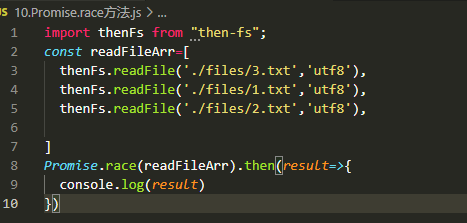 JS 10.Promise.race方法.js > ...
1 import thenFs from "then-fs";
2 const readFileArr=[
3 thenFs.readFile('./files/3.txt','utf8'),
4 thenFs.readFile('./files/1.txt','utf8'),
5 thenFs.readFile('./files/2.txt','utf8'),
6
7 ]
8 Promise.race(readFileArr).then(result=>{
9 console.log(result)
10 })